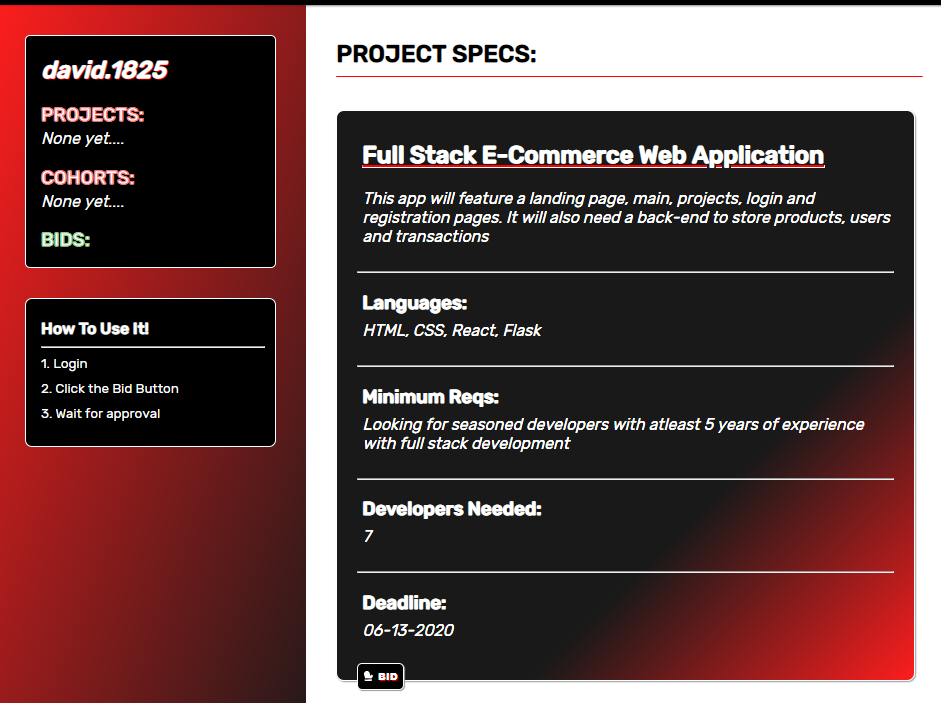 david.1825
PROJECTS:
None yet....
COHORTS:
None yet....
BIDS:
How To Use It!
1. Login
2. Click the Bid Button
3. Wait for approval
PROJECT SPECS:
Full Stack E-Commerce Web Application
This app will feature a landing page, main, projects, login and
registration pages. It will also need a back-end to store products, users
and transactions
Languages:
HTML, CSS, React, Flask
Minimum Reqs:
Looking for seasoned developers with atleast 5 years of experience
with full stack development
Developers Needed:
7
Deadline:
06-13-2020
BID